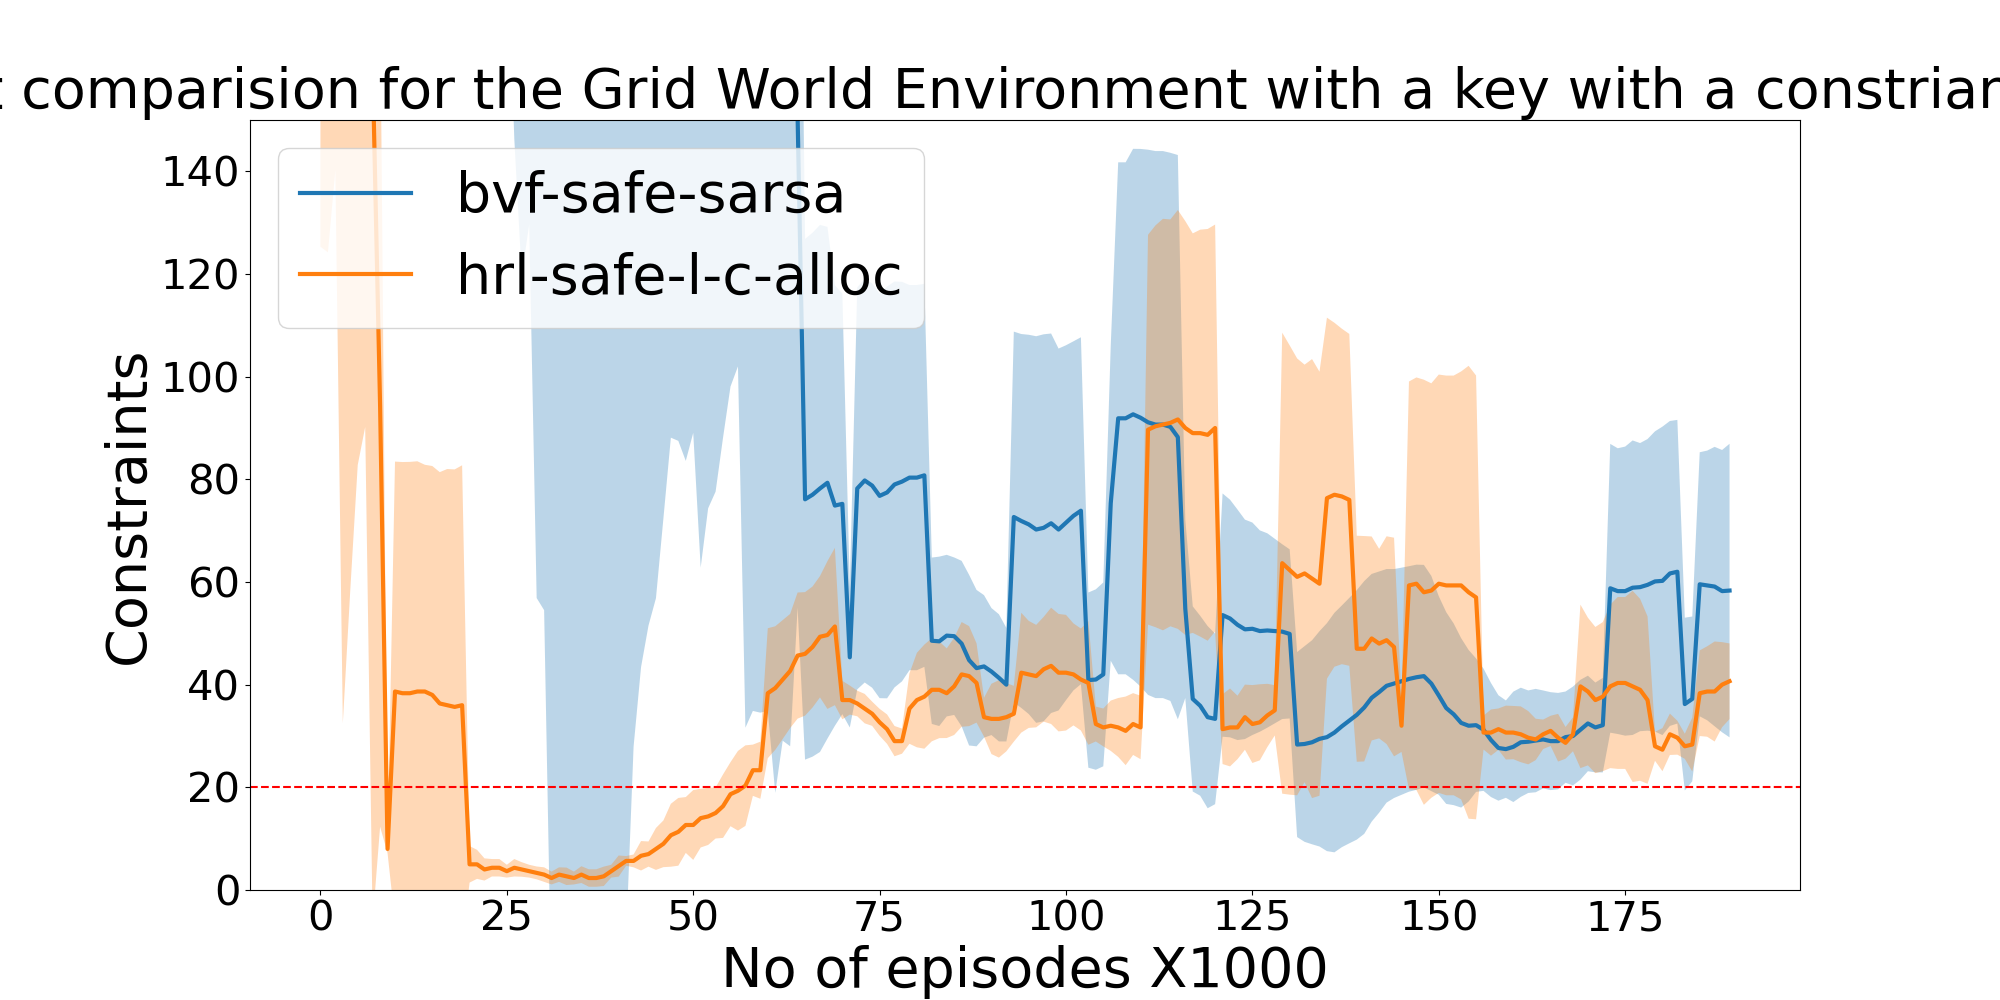 comparision for the Grid World Environment with a key with a
bvf-safe-sarsa
hrl-safe-l-c-alloc
Constraints
140
120
100
80
60
40
20
0
0 25 50 75 100 125 150 175
No of episodes X1000